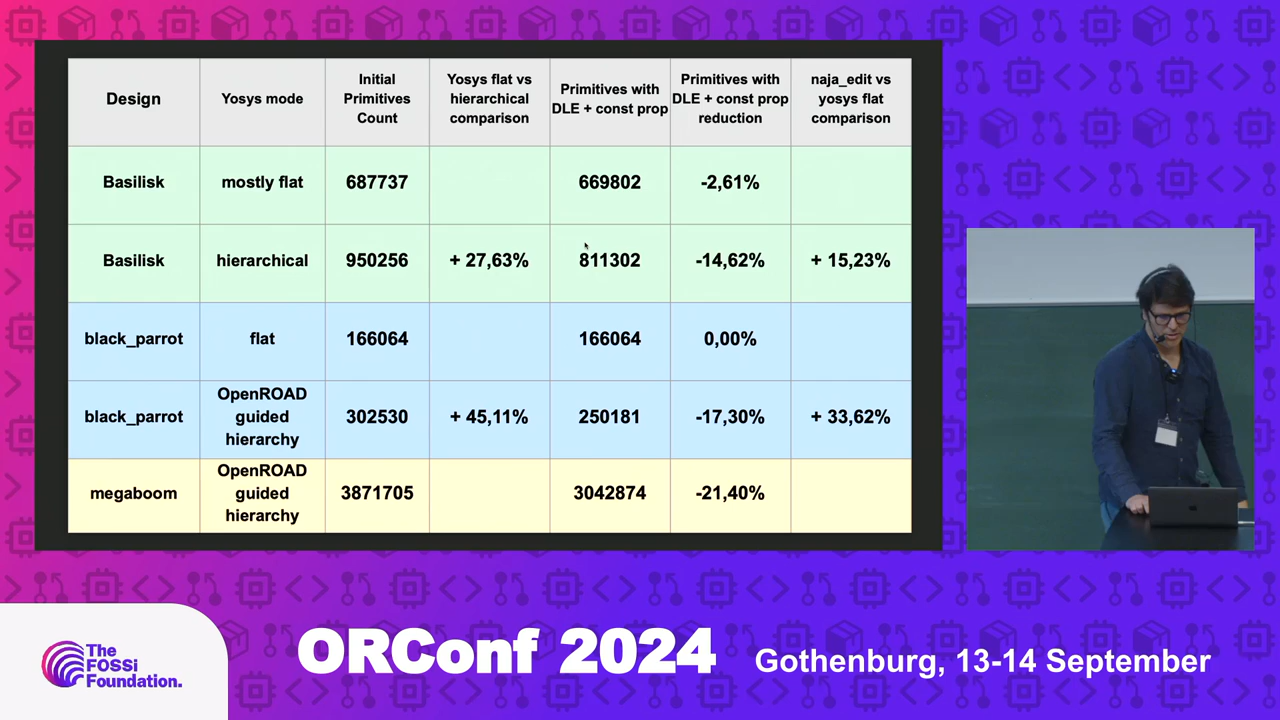 Design
Yosys mode
Initial
Primitives
Count
Yosys flat vs
hierarchical
comparison
Primitives with
DLE + const prop
Primitives with
DLE + const prop
reduction
naja_edit vs
yosys flat
comparison
Basilisk
mostly flat
687737
669802
-2,61%
Basilisk
hierarchical
950256
+ 27,63%
811302
-14,62%
+ 15,23%
black_parrot
flat
166064
166064
0,00%
black_parrot
OpenROAD
guided
hierarchy
302530
+ 45,11%
250181
-17,30%
+ 33,62%
megaboom
OpenROAD
guided
hierarchy
3871705
3042874
-21,40%
The
FOSSi
Foundation.
ORConf 2024
Gothenburg, 13-14 September